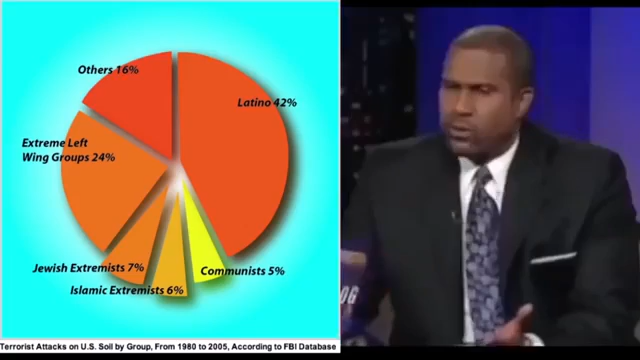 Others 16%
Latino 42%
Extreme Left
Wing Groups 24%
Jewish Extremists 7%
Communists 5%
Islamic Extremists 6%
Terrorist Attacks on U.S. Soil by Group, From 1980 to 2005, According to FBI Database
OG